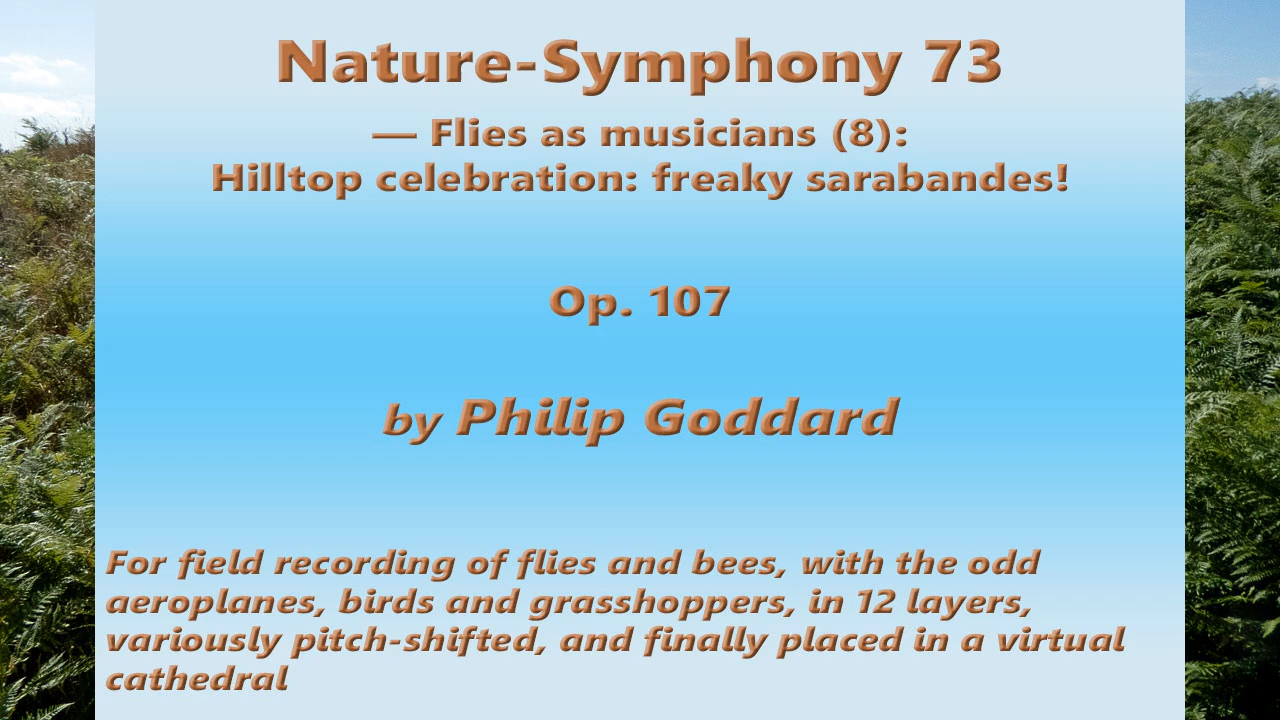 Nature-Symphony 73
— Flies as musicians (8):
Hilltop celebration: freaky sarabandes!
Op. 107
by Philip Goddard
For field recording of flies and bees, with the odd
aeroplanes, birds and grasshoppers, in 12 layers,
variously pitch-shifted, and finally placed in a virtual
cathedral